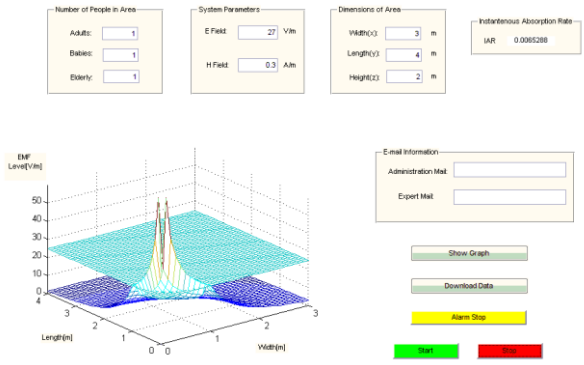 Number of People in Area
Adults: 1
Babies: 1
Elderly: 1
System Parameters
E Field: 27 V/m
H Field: 0.3 A/m
Dimensions of Area
Width(x): 3 m
Length(y): 4 m
Height(z): 2 m
Instantenous Absorption Rate
IAR 0.0065288
EMF
Level[V/m]
50
40
30
20
10
0
4
3
2
1
0
Length[m]
0
1
2
3
Width[m]
E-mail Information
Administration Mail:
Expert Mail:
Show Graph
Download Data
Alarm Stop
Start
Stop